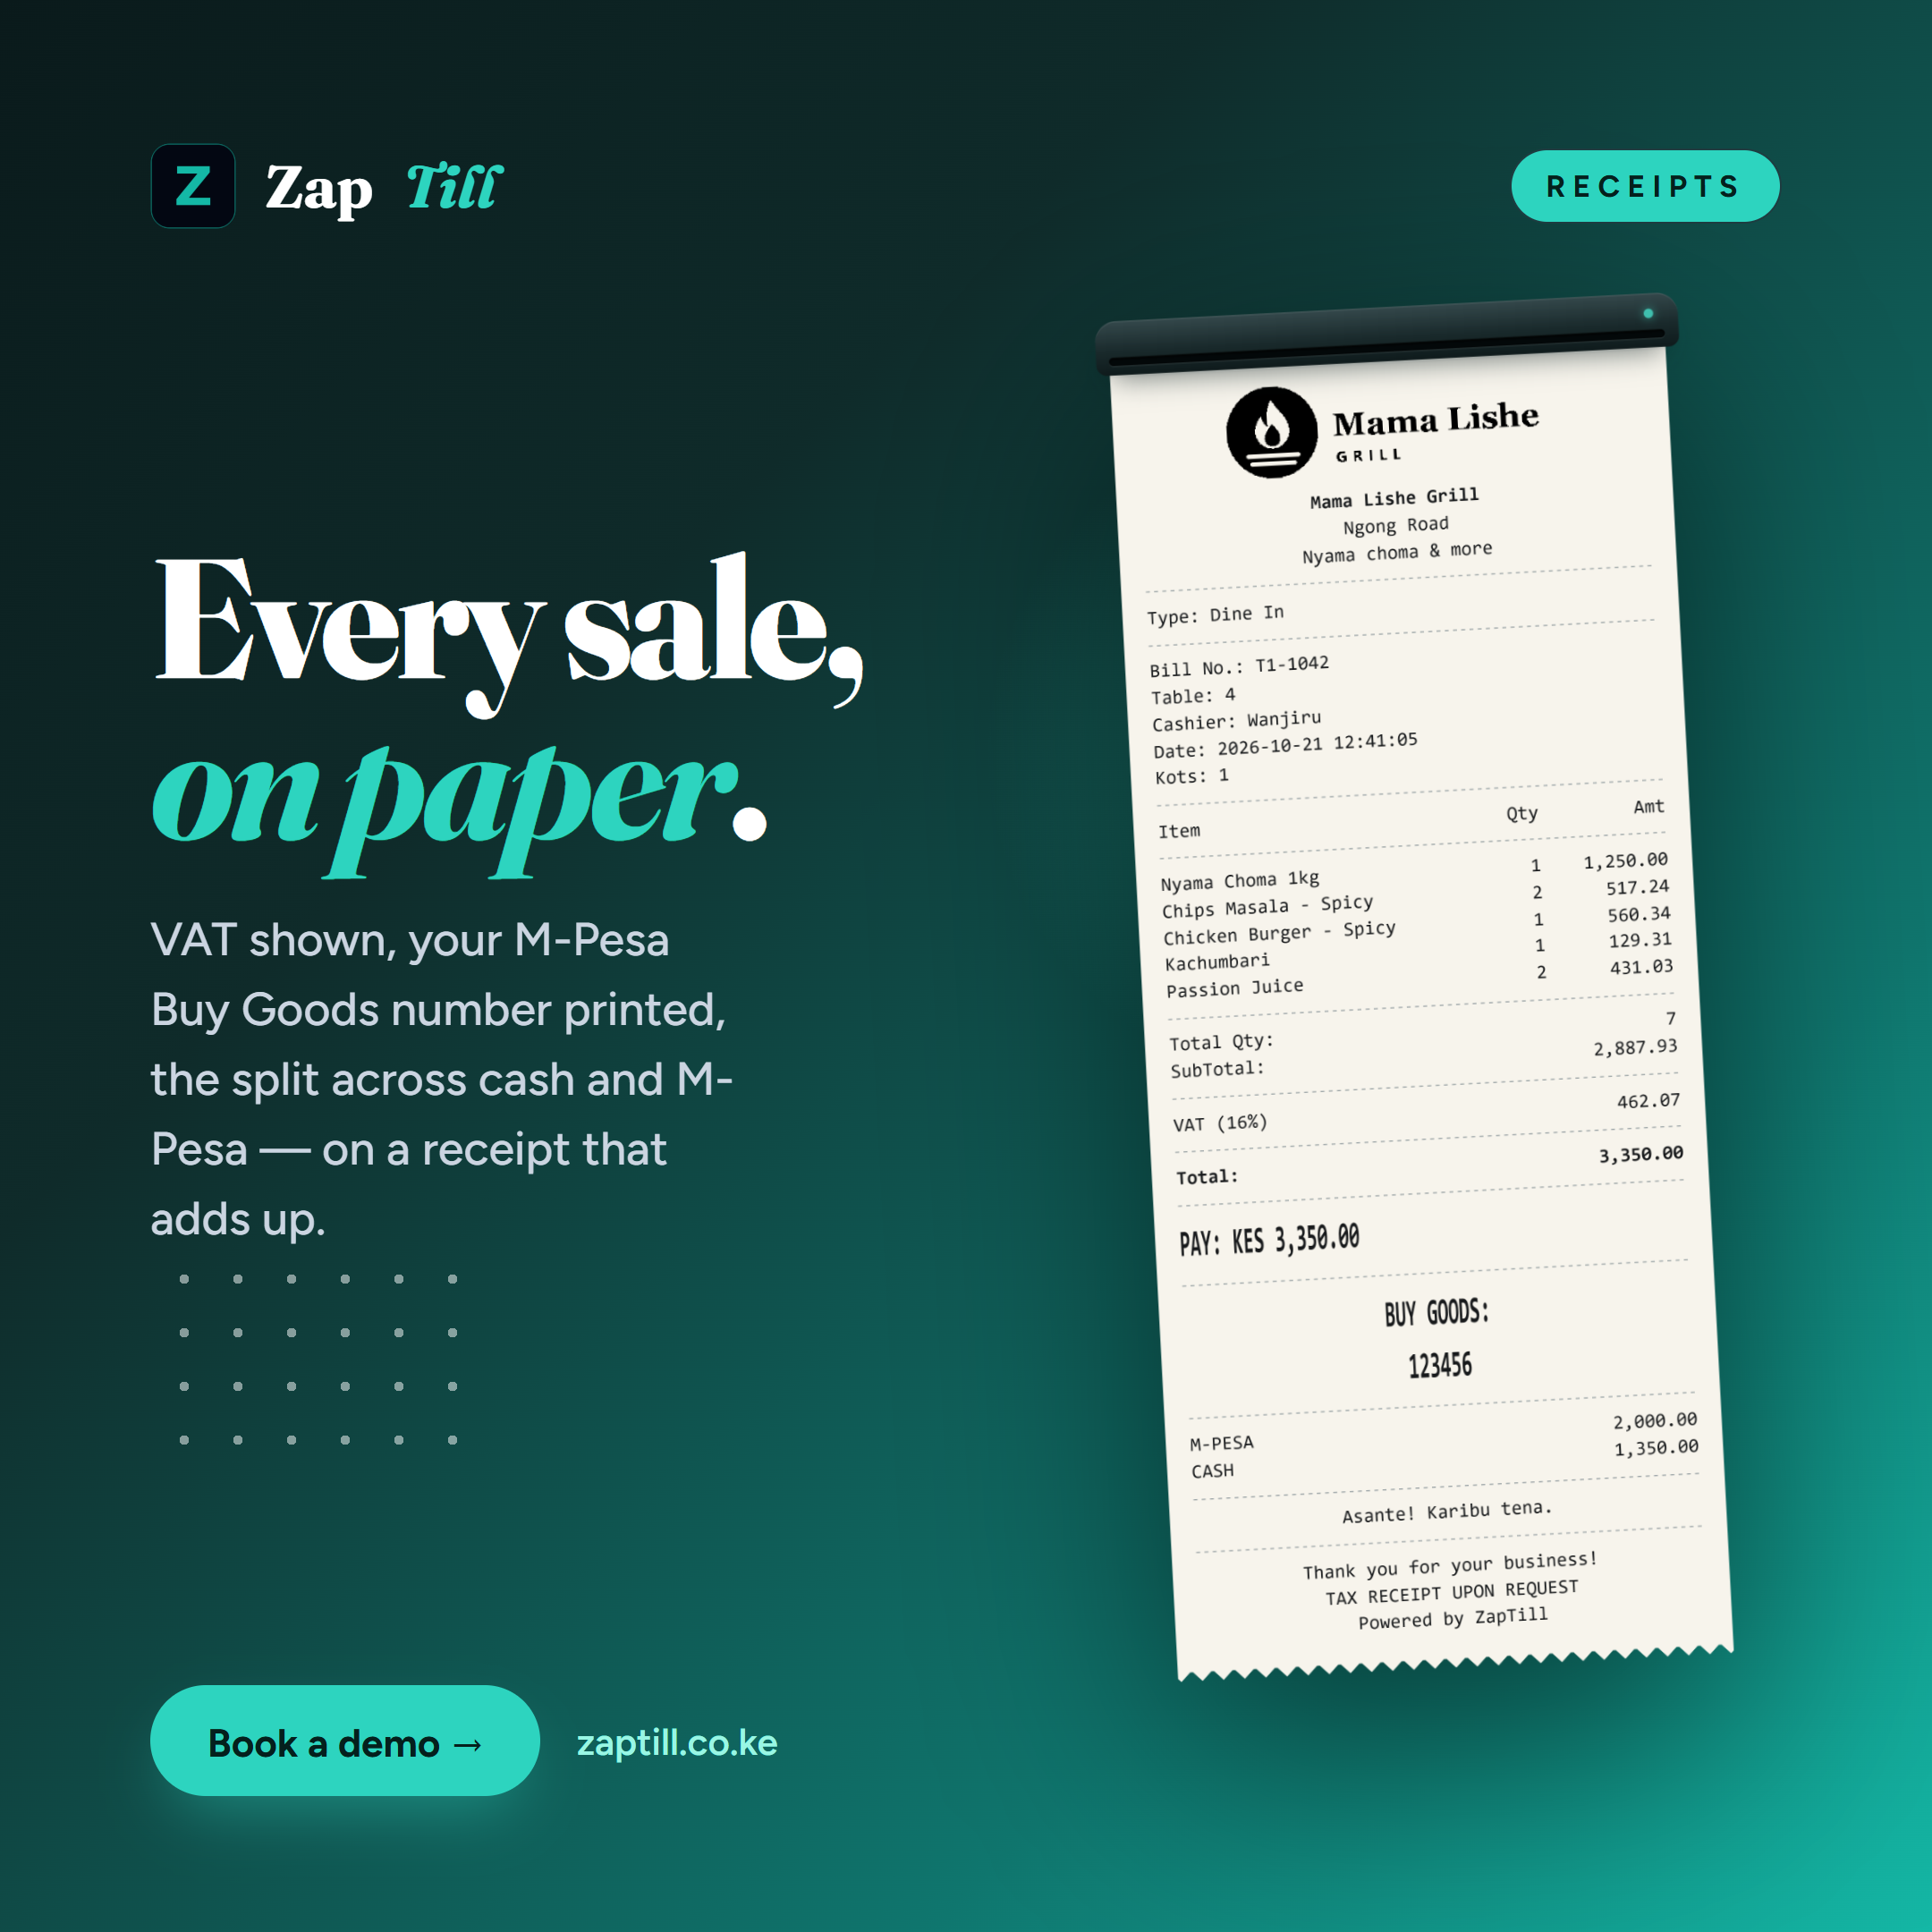 Z Zap Till
RECEIPTS
Every sale,
on paper.
VAT shown, your M-Pesa
Buy Goods number printed,
the split across cash and M-
Pesa — on a receipt that
adds up.
Book a demo →
zaptill.co.ke
Mama Lishe
GRILL
Mama Lishe Grill
Ngong Road
Nyama choma & more
Type: Dine In
Bill No.: T1-1042
Table: 4
Cashier: Wanjiru
Date: 2026-10-21 12:41:05
Kots: 1
Item Qty Amt
Nyama Choma 1kg 1 1,250.00
Chips Masala - Spicy 2 517.24
Chicken Burger - Spicy 1 560.34
Kachumbari 1 129.31
Passion Juice 2 431.03
Total Qty: 7
SubTotal: 2,887.93
VAT (16%) 462.07
Total: 3,350.00
PAY: KES 3,350.00
BUY GOODS:
123456
M-PESA 2,000.00
CASH 1,350.00
Asante! Karibu tena.
Thank you for your business!
TAX RECEIPT UPON REQUEST
Powered by ZapTill